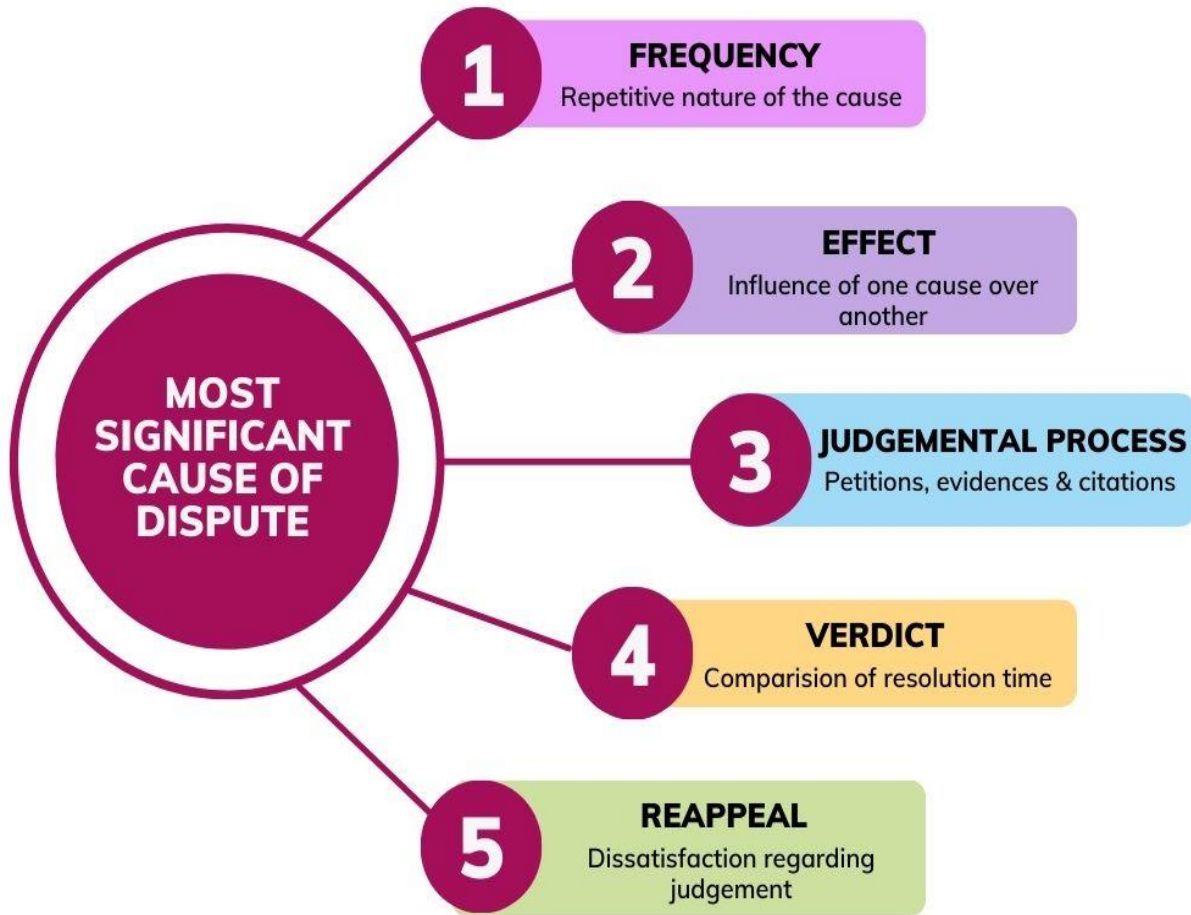 1
FREQUENCY
Repetitive nature of the cause
2
EFFECT
Influence of one cause over
another
MOST
SIGNIFICANT
CAUSE OF
DISPUTE
3
JUDGEMENTAL PROCESS
Petitions, evidences & citations
4
VERDICT
Comparision of resolution time
5
REAPPEAL
Dissatisfaction regarding
judgement